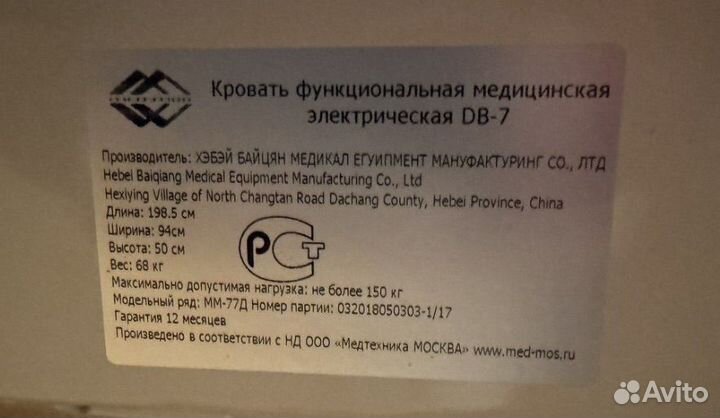 Кровать функциональная медицинская
электрическая DB-7
Производитель: ХЭБЭЙ БАЙЦЯН МЕДИКАЛ ЕГУИПМЕНТ МАНУФАКТУРИНГ СО., ЛТД
Hebei Baiqiang Medical Equipment Manufacturing Co., Ltd
Hexiying Village of North Changtan Road Dachang County, Hebei Province, China
Длина: 198.5 см
Ширина: 94см
Высота: 50 см
Вес: 68 кг
РСТ
Максимально допустимая нагрузка: не более 150 кг
Модельный ряд: ММ-77Д Номер партии: 032018050303-1/17
Гарантия 12 месяцев
Произведено в соответствии с НД ООО «Медтехника МОСКВА» www.med-mos.ru
Avito